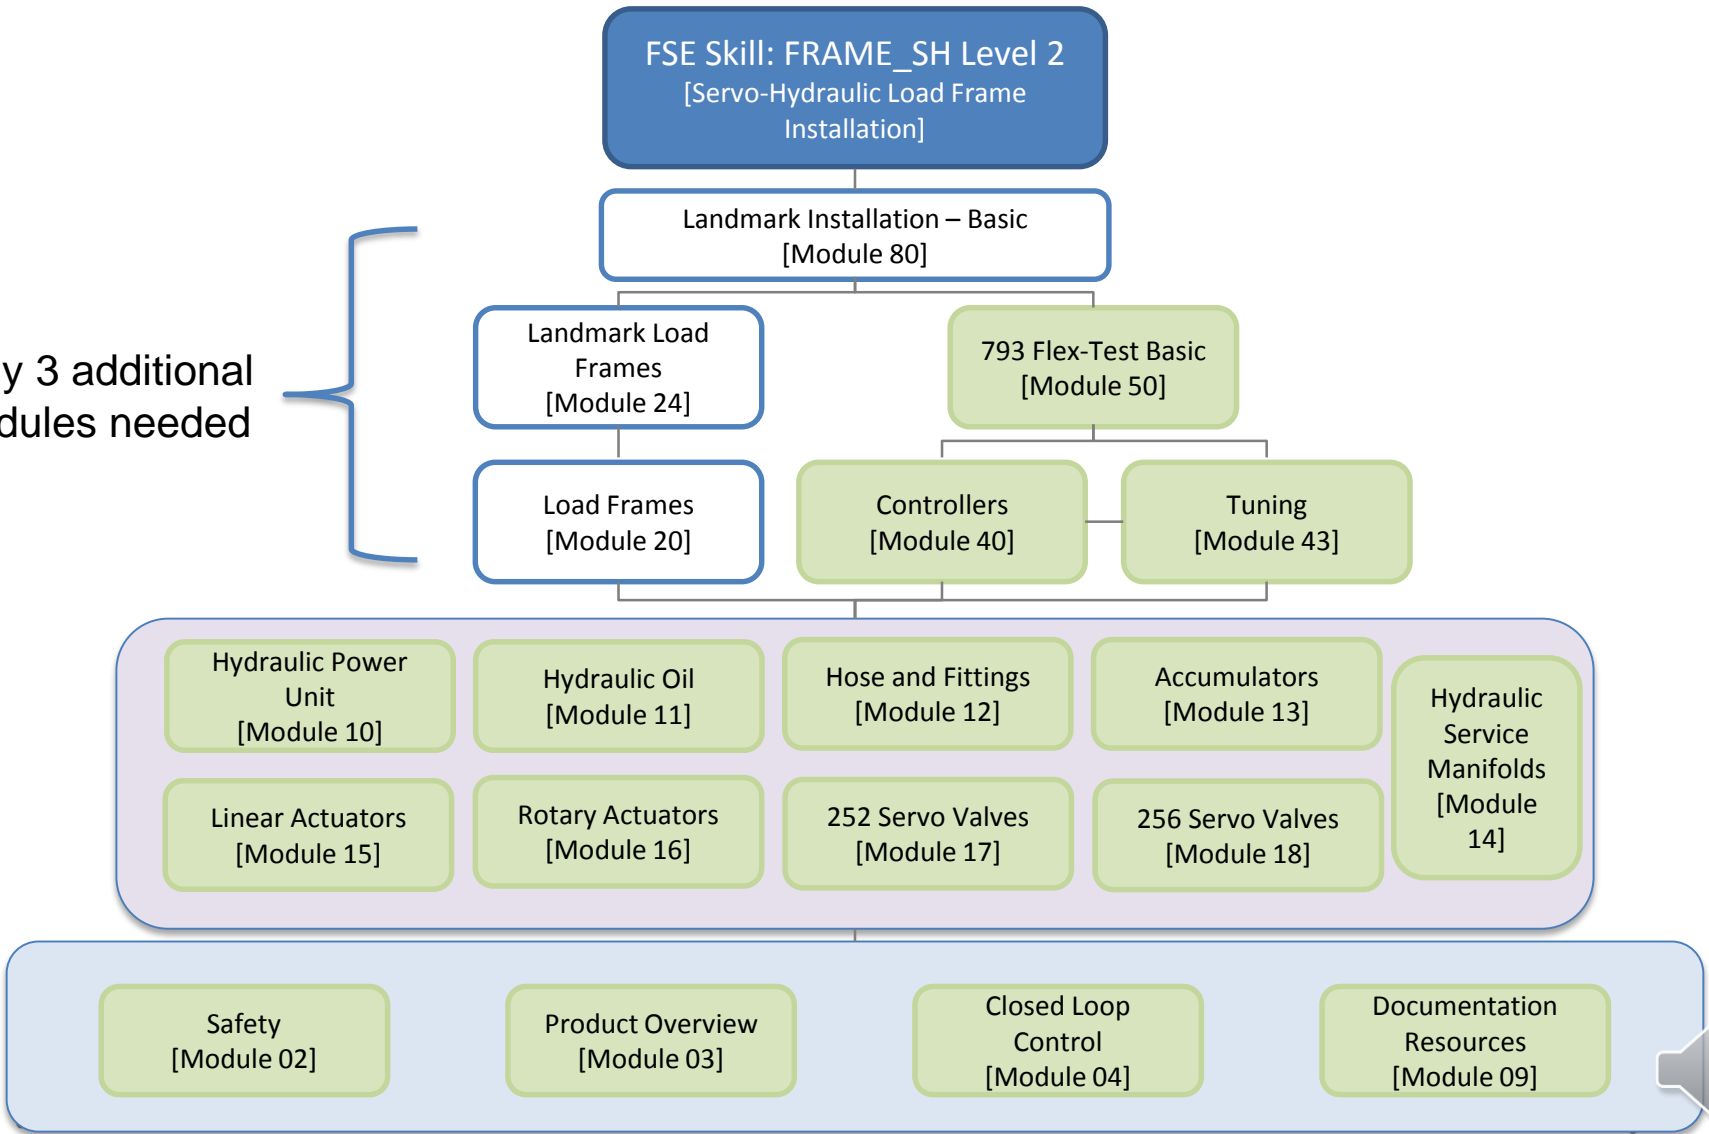 FSE Skill: FRAME_SH Level 2
[Servo-Hydraulic Load Frame
Installation]
Landmark Installation – Basic
[Module 80]
y 3 additional
dules needed
Landmark Load
Frames
[Module 24]
793 Flex-Test Basic
[Module 50]
Load Frames
[Module 20]
Controllers
[Module 40]
Tuning
[Module 43]
Hydraulic Power
Unit
[Module 10]
Hydraulic Oil
[Module 11]
Hose and Fittings
[Module 12]
Accumulators
[Module 13]
Hydraulic
Service
Manifolds
[Module
14]
Linear Actuators
[Module 15]
Rotary Actuators
[Module 16]
252 Servo Valves
[Module 17]
256 Servo Valves
[Module 18]
Safety
[Module 02]
Product Overview
[Module 03]
Closed Loop
Control
[Module 04]
Documentation
Resources
[Module 09]